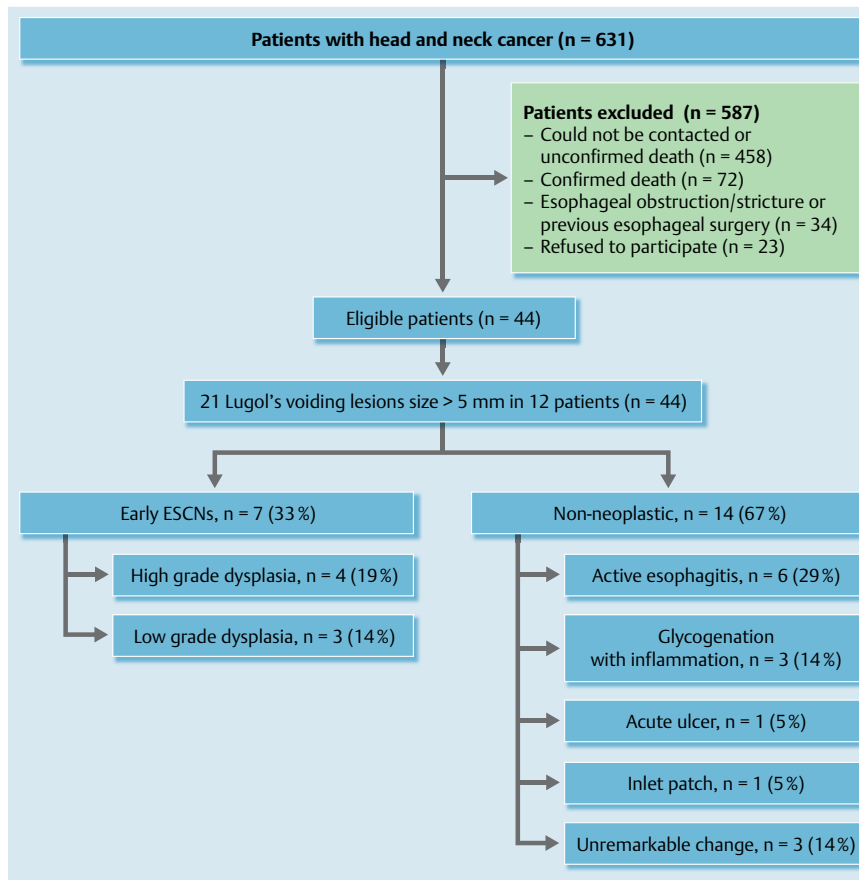 Patients with head and neck cancer (n = 631)
Patients excluded (n = 587)
– Could not be contacted or
unconfirmed death (n = 458)
– Confirmed death (n = 72)
– Esophageal obstruction/stricture or
previous esophageal surgery (n = 34)
– Refused to participate (n = 23)
Eligible patients (n = 44)
21 Lugol's voiding lesions size > 5 mm in 12 patients (n = 44)
Early ESCNs, n = 7 (33 %)
High grade dysplasia, n = 4 (19 %)
Low grade dysplasia, n = 3 (14 %)
Non-neoplastic, n = 14 (67 %)
Active esophagitis, n = 6 (29 %)
Glycogenation
with inflammation, n = 3 (14 %)
Acute ulcer, n = 1 (5 %)
Inlet patch, n = 1 (5 %)
Unremarkable change, n = 3 (14 %)